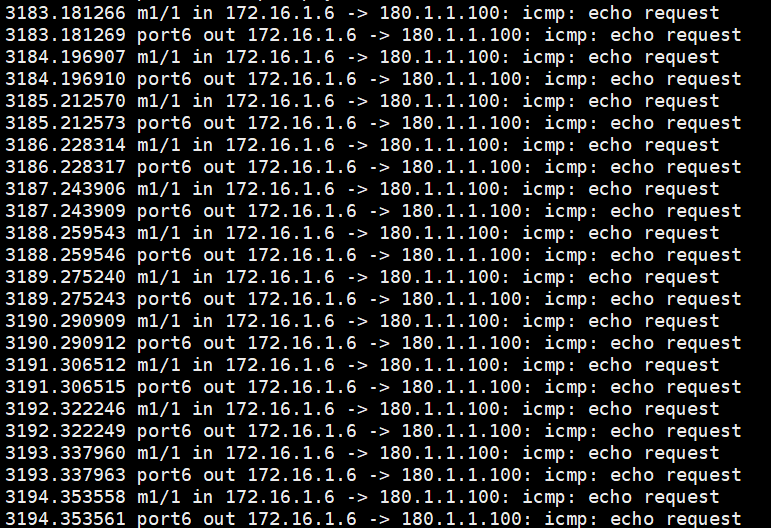 3183.181266 m1/1 in 172.16.1.6 -> 180.1.1.100: icmp: echo request
3183.181269 port6 out 172.16.1.6 -> 180.1.1.100: icmp: echo request
3184.196907 m1/1 in 172.16.1.6 -> 180.1.1.100: icmp: echo request
3184.196910 port6 out 172.16.1.6 -> 180.1.1.100: icmp: echo request
3185.212570 m1/1 in 172.16.1.6 -> 180.1.1.100: icmp: echo request
3185.212573 port6 out 172.16.1.6 -> 180.1.1.100: icmp: echo request
3186.228314 m1/1 in 172.16.1.6 -> 180.1.1.100: icmp: echo request
3186.228317 port6 out 172.16.1.6 -> 180.1.1.100: icmp: echo request
3187.243906 m1/1 in 172.16.1.6 -> 180.1.1.100: icmp: echo request
3187.243909 port6 out 172.16.1.6 -> 180.1.1.100: icmp: echo request
3188.259543 m1/1 in 172.16.1.6 -> 180.1.1.100: icmp: echo request
3188.259546 port6 out 172.16.1.6 -> 180.1.1.100: icmp: echo request
3189.275240 m1/1 in 172.16.1.6 -> 180.1.1.100: icmp: echo request
3189.275243 port6 out 172.16.1.6 -> 180.1.1.100: icmp: echo request
3190.290909 m1/1 in 172.16.1.6 -> 180.1.1.100: icmp: echo request
3190.290912 port6 out 172.16.1.6 -> 180.1.1.100: icmp: echo request
3191.306512 m1/1 in 172.16.1.6 -> 180.1.1.100: icmp: echo request
3191.306515 port6 out 172.16.1.6 -> 180.1.1.100: icmp: echo request
3192.322246 m1/1 in 172.16.1.6 -> 180.1.1.100: icmp: echo request
3192.322249 port6 out 172.16.1.6 -> 180.1.1.100: icmp: echo request
3193.337960 m1/1 in 172.16.1.6 -> 180.1.1.100: icmp: echo request
3193.337963 port6 out 172.16.1.6 -> 180.1.1.100: icmp: echo request
3194.353558 m1/1 in 172.16.1.6 -> 180.1.1.100: icmp: echo request
3194.353561 port6 out 172.16.1.6 -> 180.1.1.100: icmp: echo request